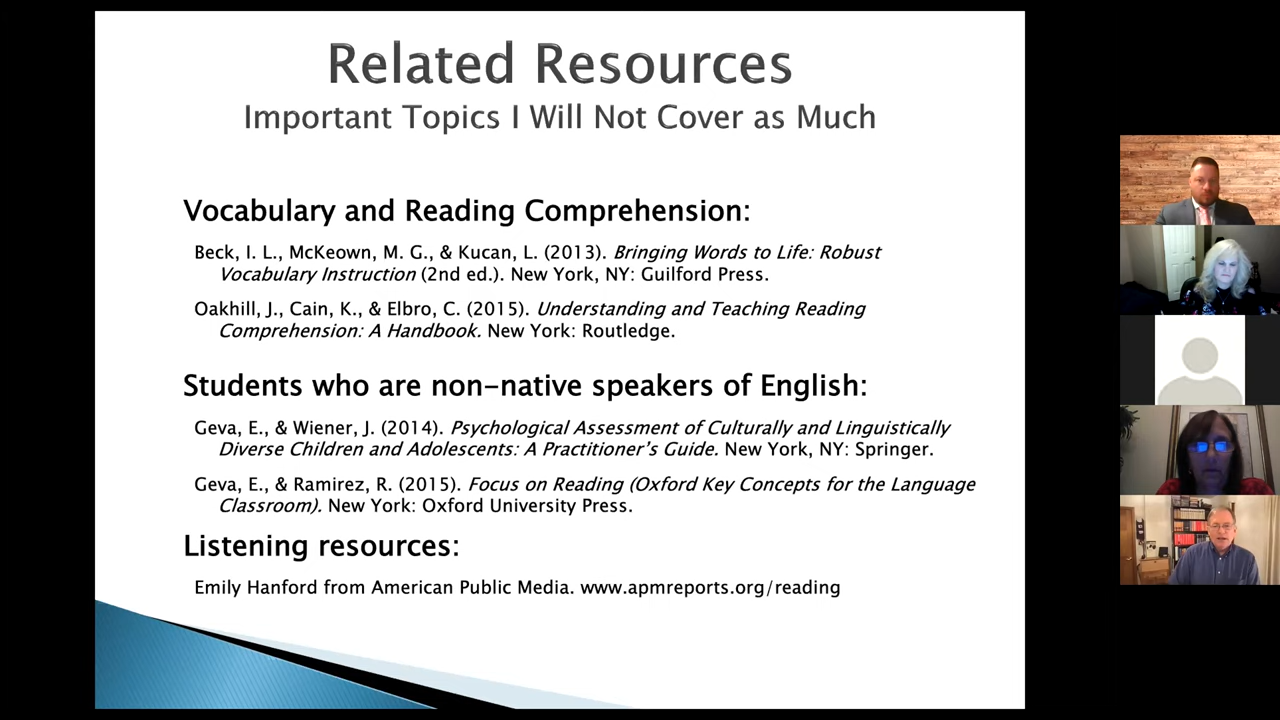 Related Resources
Important Topics I Will Not Cover as Much
Vocabulary and Reading Comprehension:
Beck, I. L., McKeown, M. G., & Kucan, L. (2013). Bringing Words to Life: Robust
Vocabulary Instruction (2nd ed.). New York, NY: Guilford Press.
Oakhill, J., Cain, K., & Elbro, C. (2015). Understanding and Teaching Reading
Comprehension: A Handbook. New York: Routledge.
Students who are non-native speakers of English:
Geva, E., & Wiener, J. (2014). Psychological Assessment of Culturally and Linguistically
Diverse Children and Adolescents: A Practitioner's Guide. New York, NY: Springer.
Geva, E., & Ramirez, R. (2015). Focus on Reading (Oxford Key Concepts for the Language
Classroom). New York: Oxford University Press.
Listening resources:
Emily Hanford from American Public Media. www.apmreports.org/reading